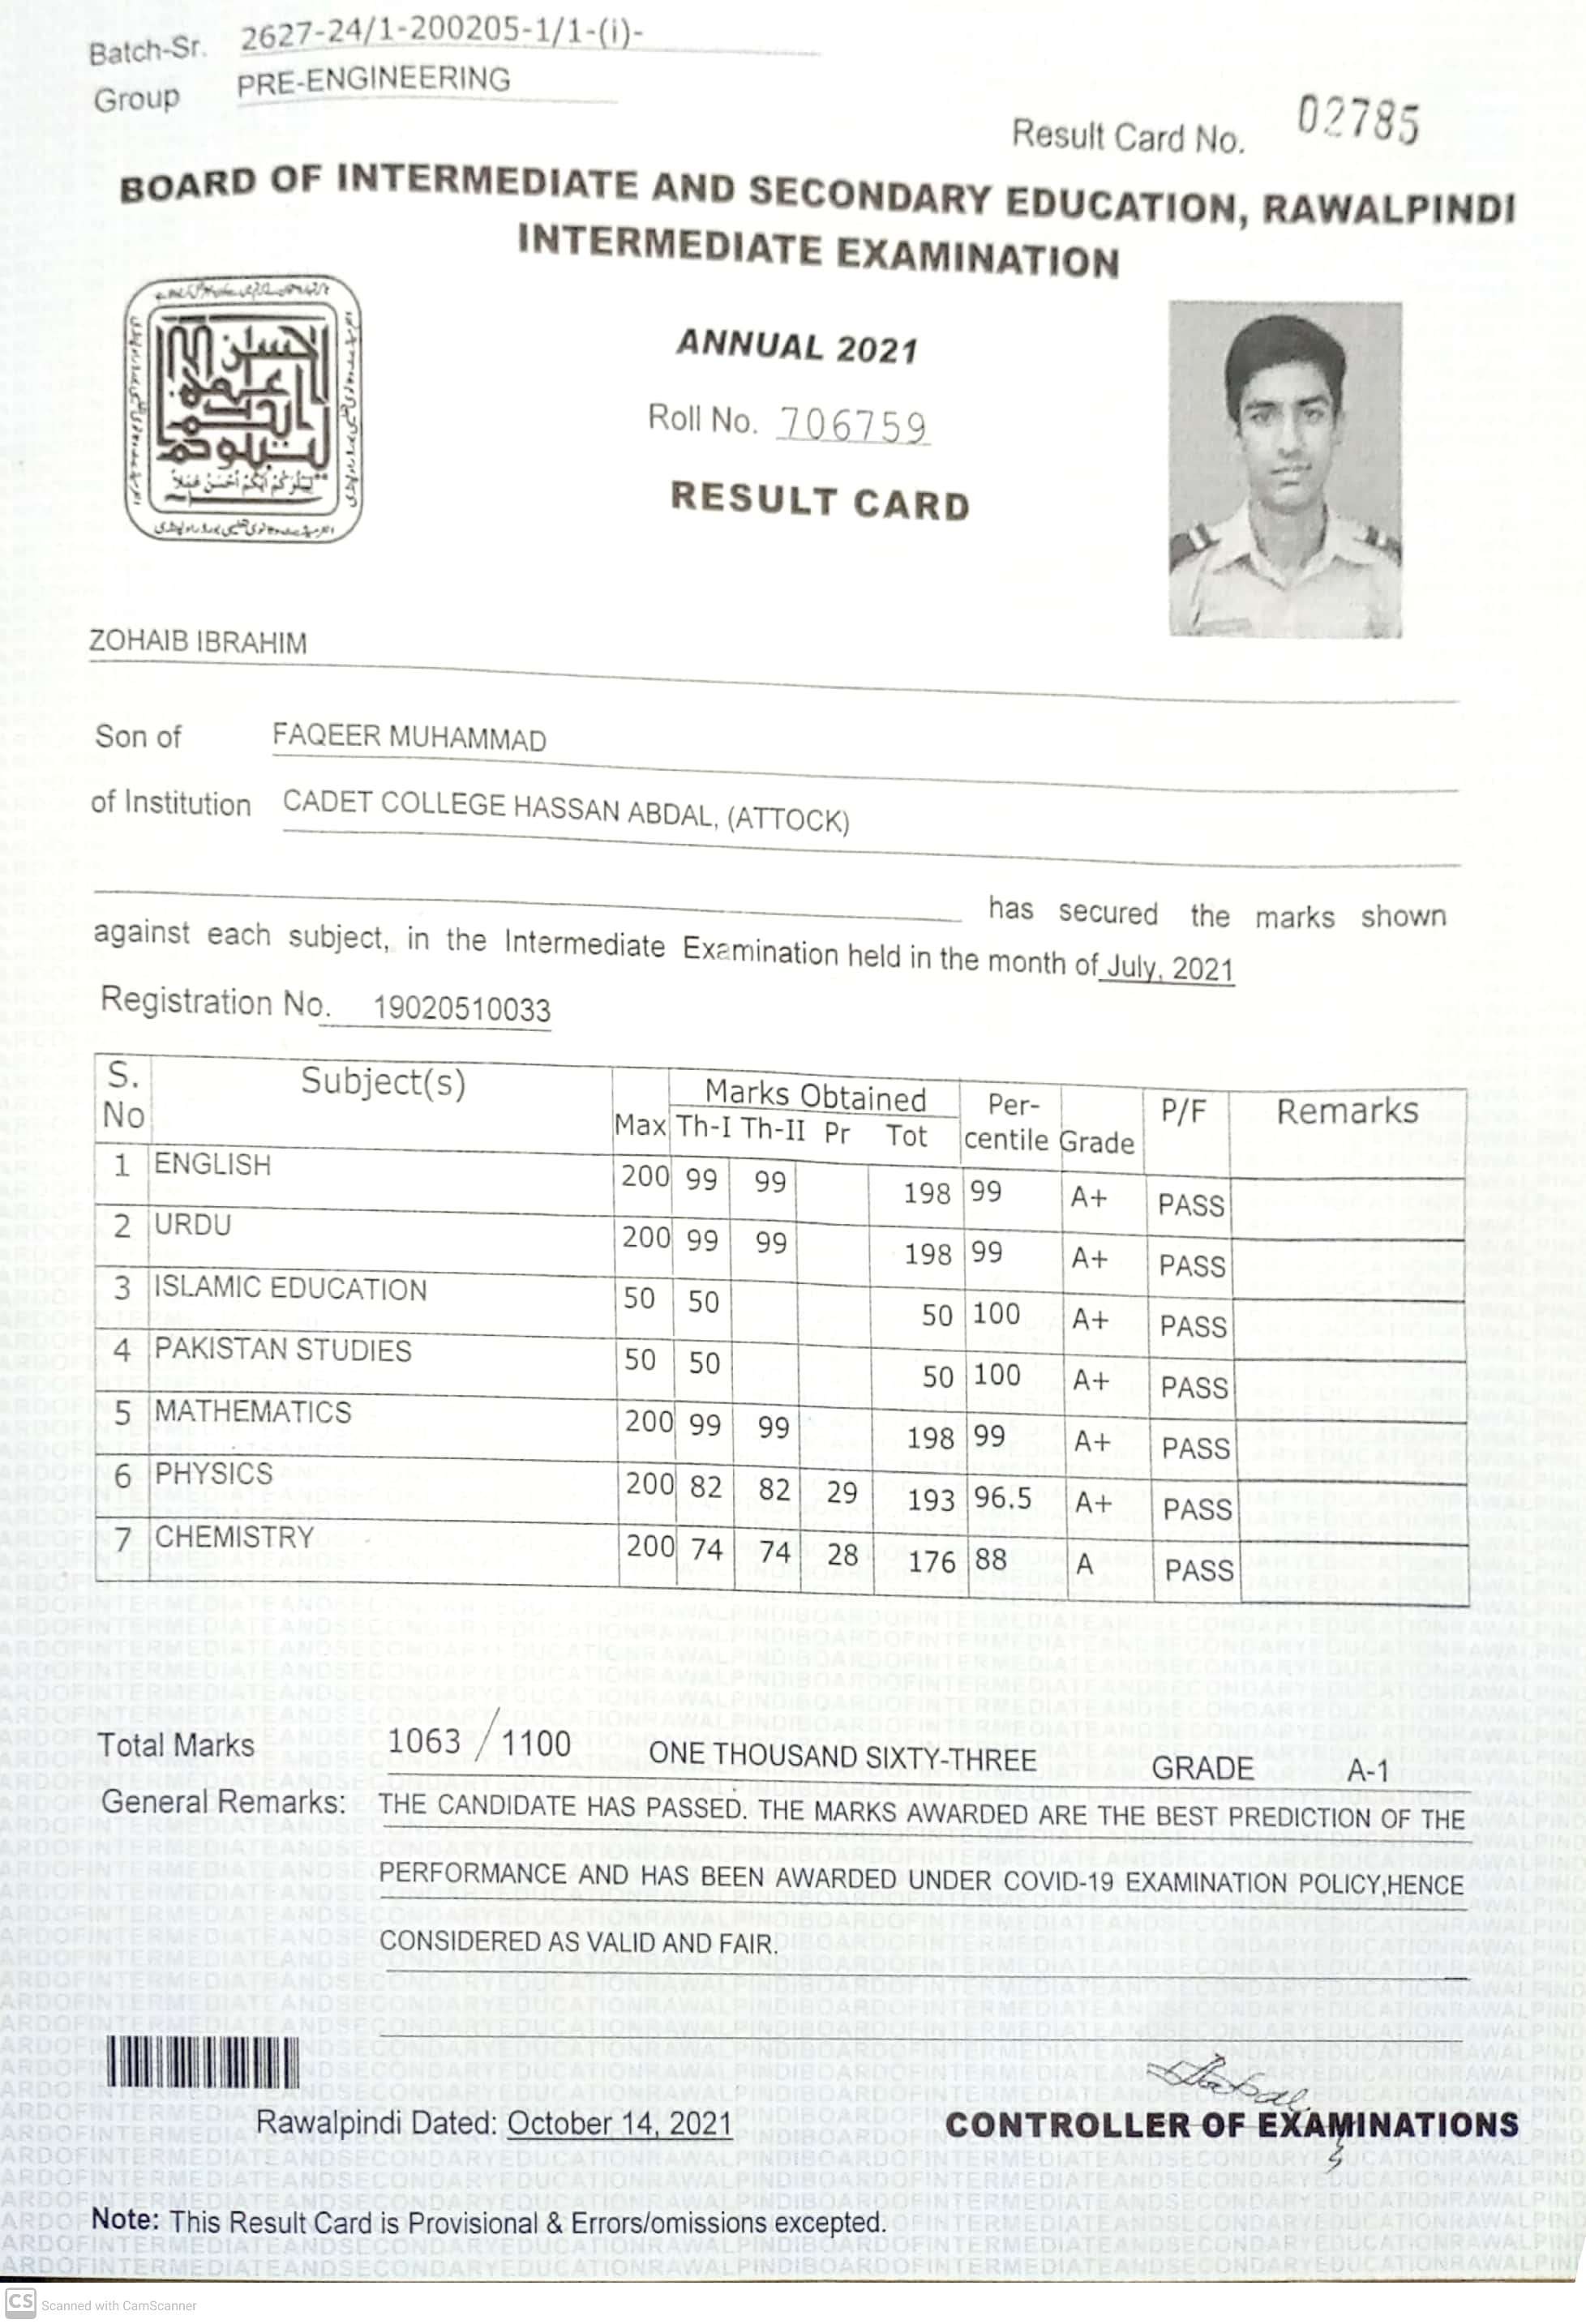 Batch-Sr. 2627-24/1-200205-1/1-(i)-
Group PRE-ENGINEERING
Result Card No. 02785
BOARD OF INTERMEDIATE AND SECONDARY EDUCATION, RAWALPINDI
INTERMEDIATE EXAMINATION
ANNUAL 2021
Roll No. 706759
RESULT CARD
ZOHAIB IBRAHIM
Son of FAQEER MUHAMMAD
of Institution CADET COLLEGE HASSAN ABDAL, (ATTOCK)
has secured the marks shown
against each subject, in the Intermediate Examination held in the month of July, 2021
Registration No. 19020510033
S. No Subject(s) Max Marks Obtained Th-I Th-II Pr Tot Per-centile Grade P/F Remarks
1 ENGLISH 200 99 99 198 99 A+ PASS
2 URDU 200 99 99 198 99 A+ PASS
3 ISLAMIC EDUCATION 50 50 50 100 A+ PASS
4 PAKISTAN STUDIES 50 50 50 100 A+ PASS
5 MATHEMATICS 200 99 99 198 99 A+ PASS
6 PHYSICS 200 82 82 29 193 96.5 A+ PASS
7 CHEMISTRY 200 74 74 28 176 88 A PASS
Total Marks 1063 / 1100 ONE THOUSAND SIXTY-THREE GRADE A-1
General Remarks: THE CANDIDATE HAS PASSED. THE MARKS AWARDED ARE THE BEST PREDICTION OF THE
PERFORMANCE AND HAS BEEN AWARDED UNDER COVID-19 EXAMINATION POLICY,HENCE
CONSIDERED AS VALID AND FAIR.
Rawalpindi Dated: October 14, 2021
CONTROLLER OF EXAMINATIONS
Note: This Result Card is Provisional & Errors/omissions excepted.
CS Scanned with CamScanner